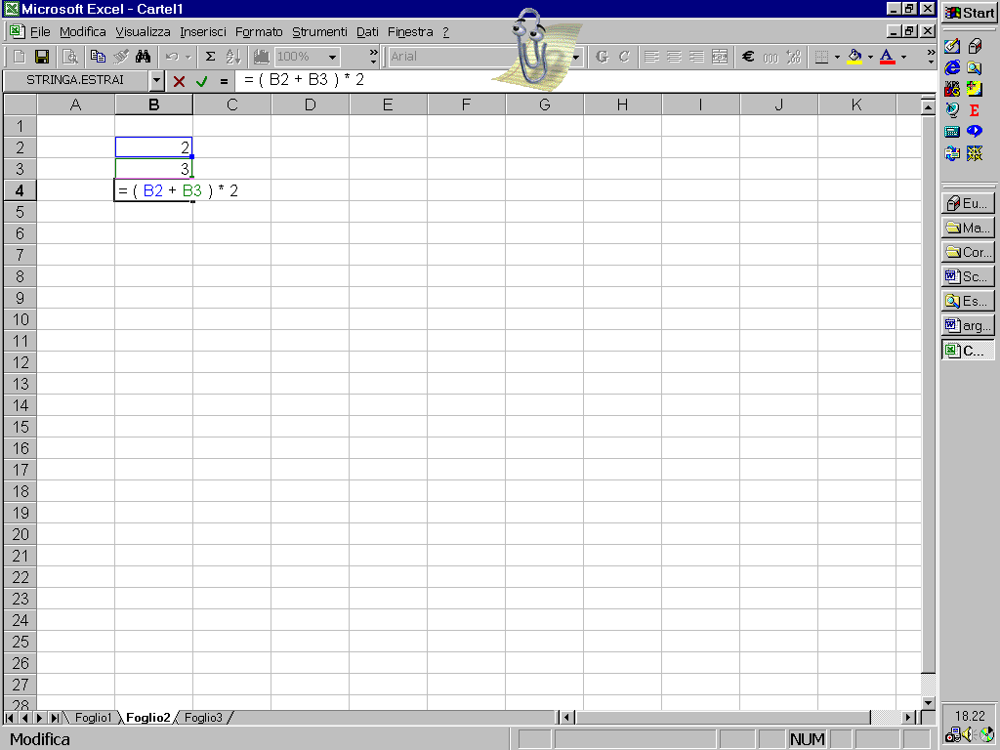 Microsoft Excel - Cartel1
Start
File Modifica Visualizza Inserisci Formato Strumenti Dati Finestra ?
100% Arial G C € 000
STRINGA.ESTRAI = = ( B2 + B3 ) * 2
A B C D E F G H I J K
1
2 2
3 3
4 = ( B2 + B3 ) * 2
5
6
7
8
9
10
11
12
13
14
15
16
17
18
19
20
21
22
23
24
25
26
27
28
Eu...
Ma...
Cor...
Sc...
Es...
arg...
C...
Foglio1 Foglio2 Foglio3
Modifica NUM
18.22